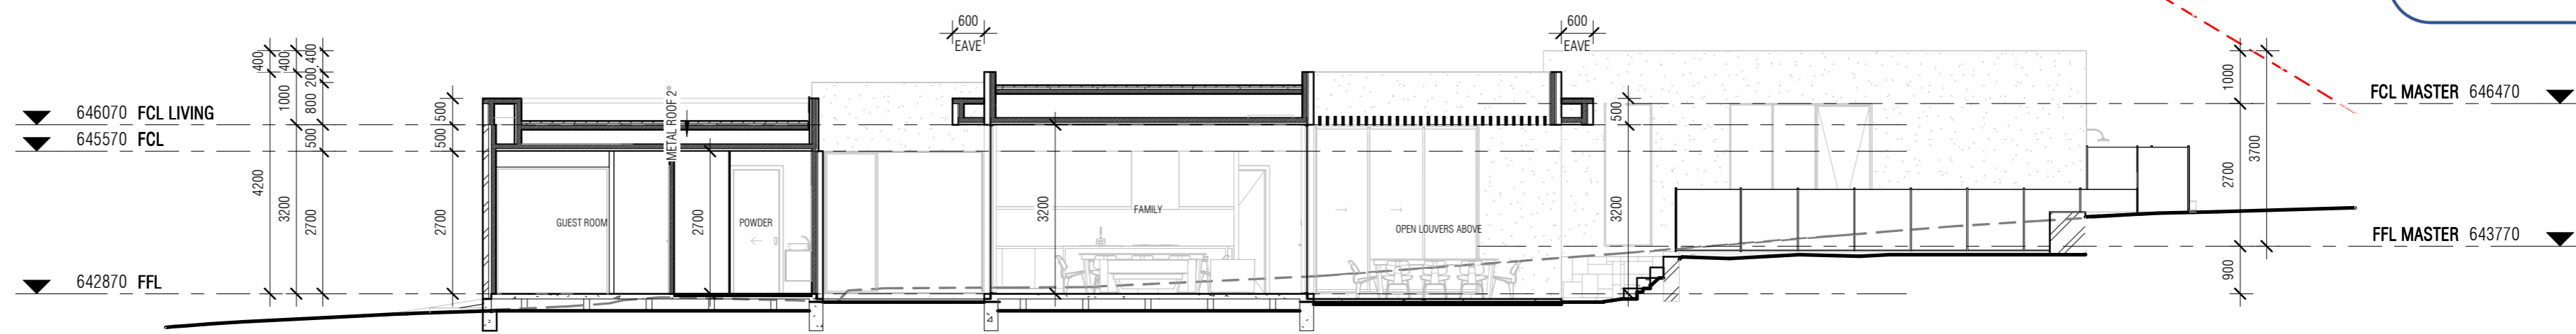 600
EAVE
600
EAVE
400
400
400
200
1000
800
500
4200
3200
2700
500
500
2700
2700
METAL ROOF 2°
646070 FCL LIVING
645570 FCL
642870 FFL
GUEST ROOM
POWDER
3200
FAMILY
OPEN LOUVERS ABOVE
500
3200
1000
2700
3700
900
FCL MASTER 646470
FFL MASTER 643770